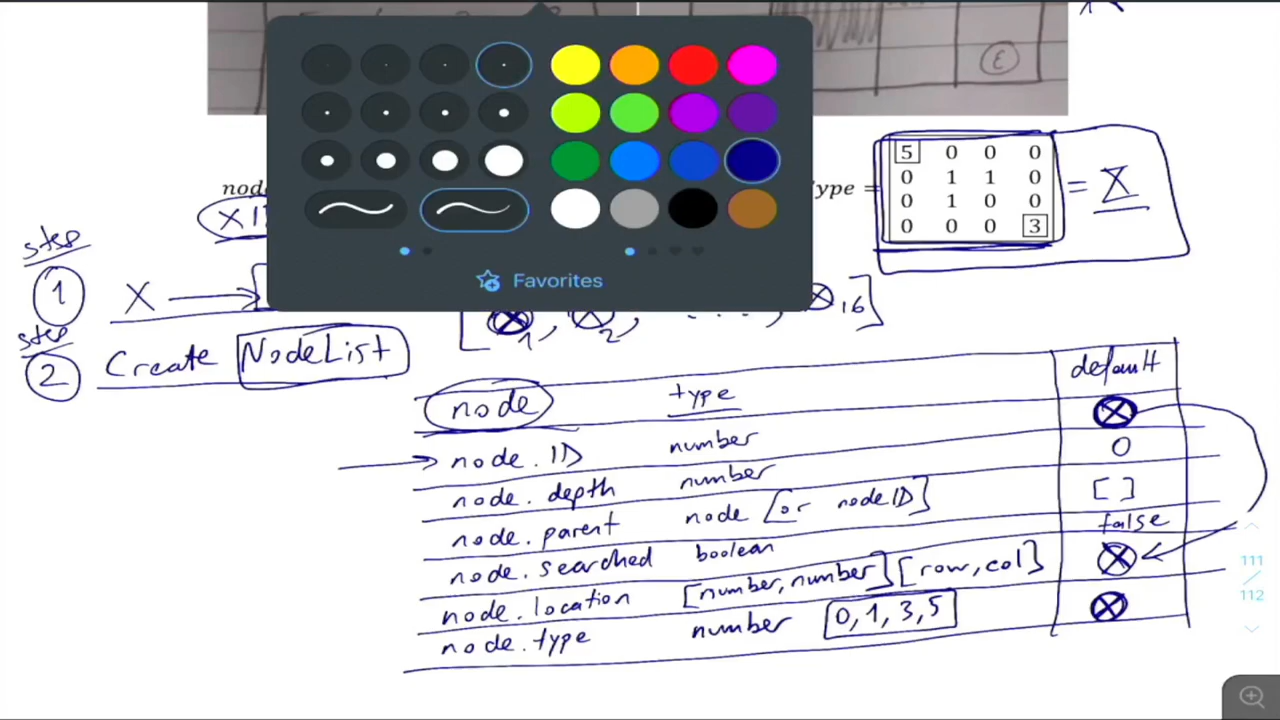 E
node
ype =
5 0 0 0
0 1 1 0
0 1 0 0
0 0 0 3
= X
step
1 X
Favorites
[⊗1, ⊗2, . . . , ⊗16]
step
2 Create NodeList
node type default
node.ID number ⊗
node.depth number 0
node.parent node [or nodeID] [ ]
node.searched boolean false
node.location [number,number] [row,col] ⊗
node.type number 0,1,3,5 ⊗
111
112